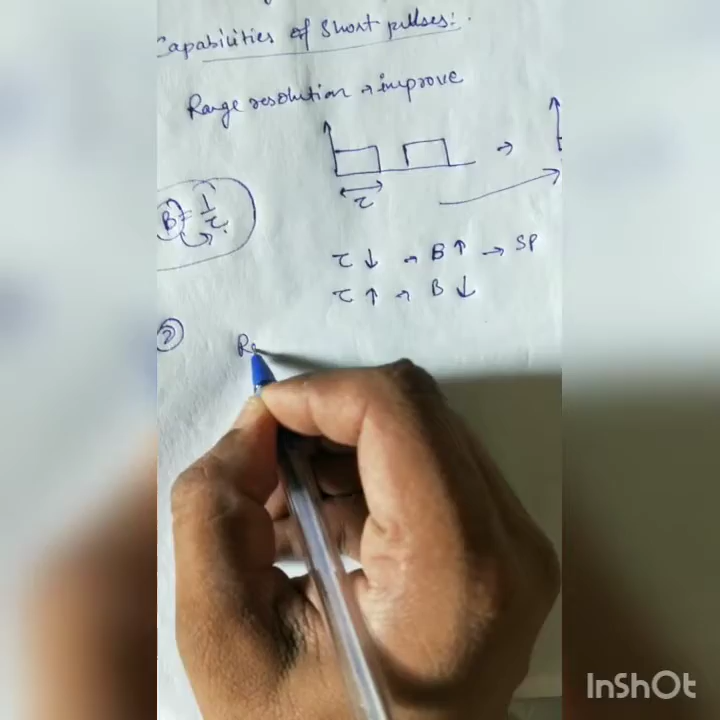 Capabilities of Short pulses:
Range resolution → improve
τ
B = 1/τ
τ ↓ → B ↑ → SP
τ ↑ → B ↓
②
InShOt